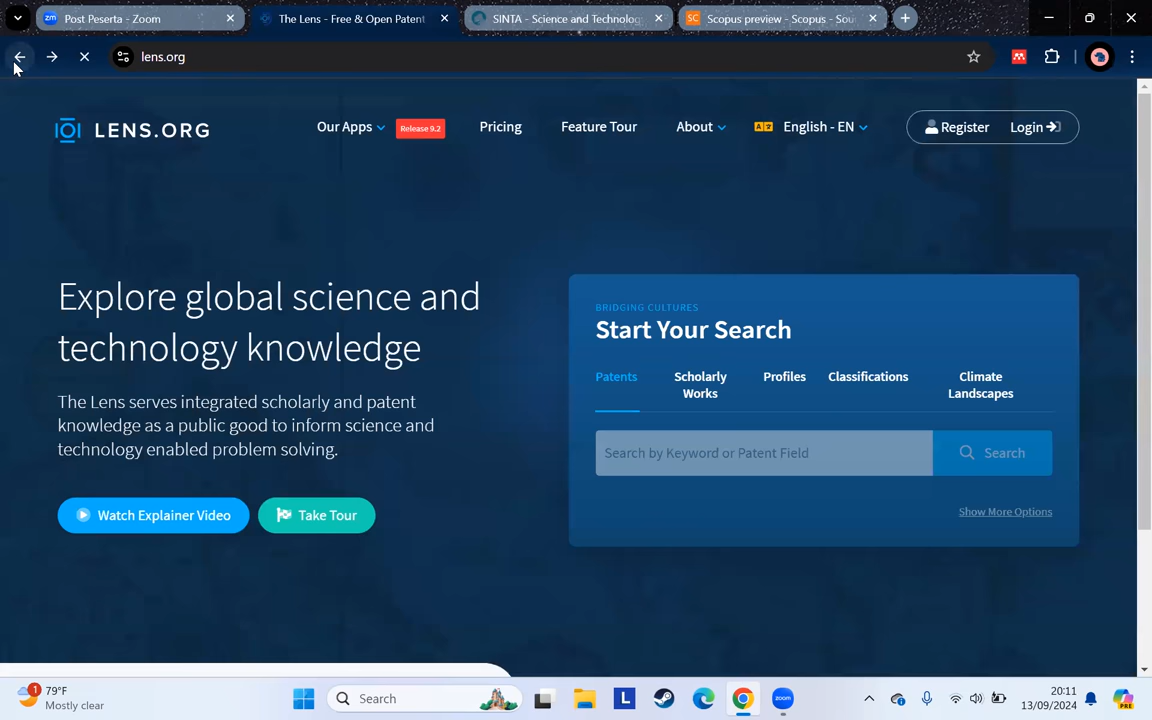 Post Peserta - Zoom
The Lens - Free & Open Patent
SINTA - Science and Technolog
Scopus preview - Scopus - Sou
lens.org
LENS.ORG
Our Apps
Release 9.2
Pricing
Feature Tour
About
English - EN
Register
Login
Explore global science and
technology knowledge
The Lens serves integrated scholarly and patent
knowledge as a public good to inform science and
technology enabled problem solving.
Watch Explainer Video
Take Tour
BRIDGING CULTURES
Start Your Search
Patents
Scholarly
Works
Profiles
Classifications
Climate
Landscapes
Search by Keyword or Patent Field
Search
Show More Options
1
79°F
Mostly clear
Search
L
zoom
PRE
20:11
13/09/2024